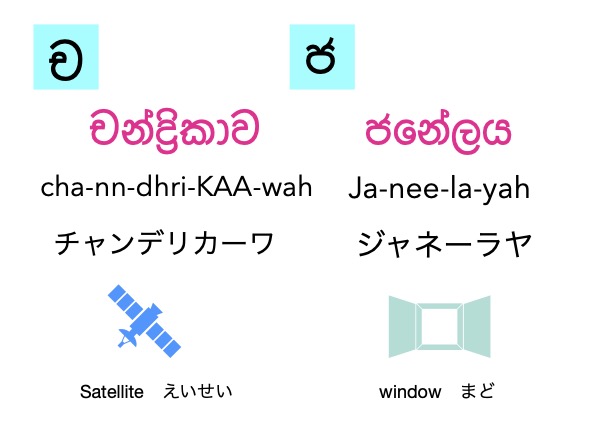 ච ජ
චන්ද්‍රිකාව ජනේලය
cha-nn-dhri-KAA-wah Ja-nee-la-yah
チャンデリカーワ ジャネーラヤ
Satellite えいせい window まど